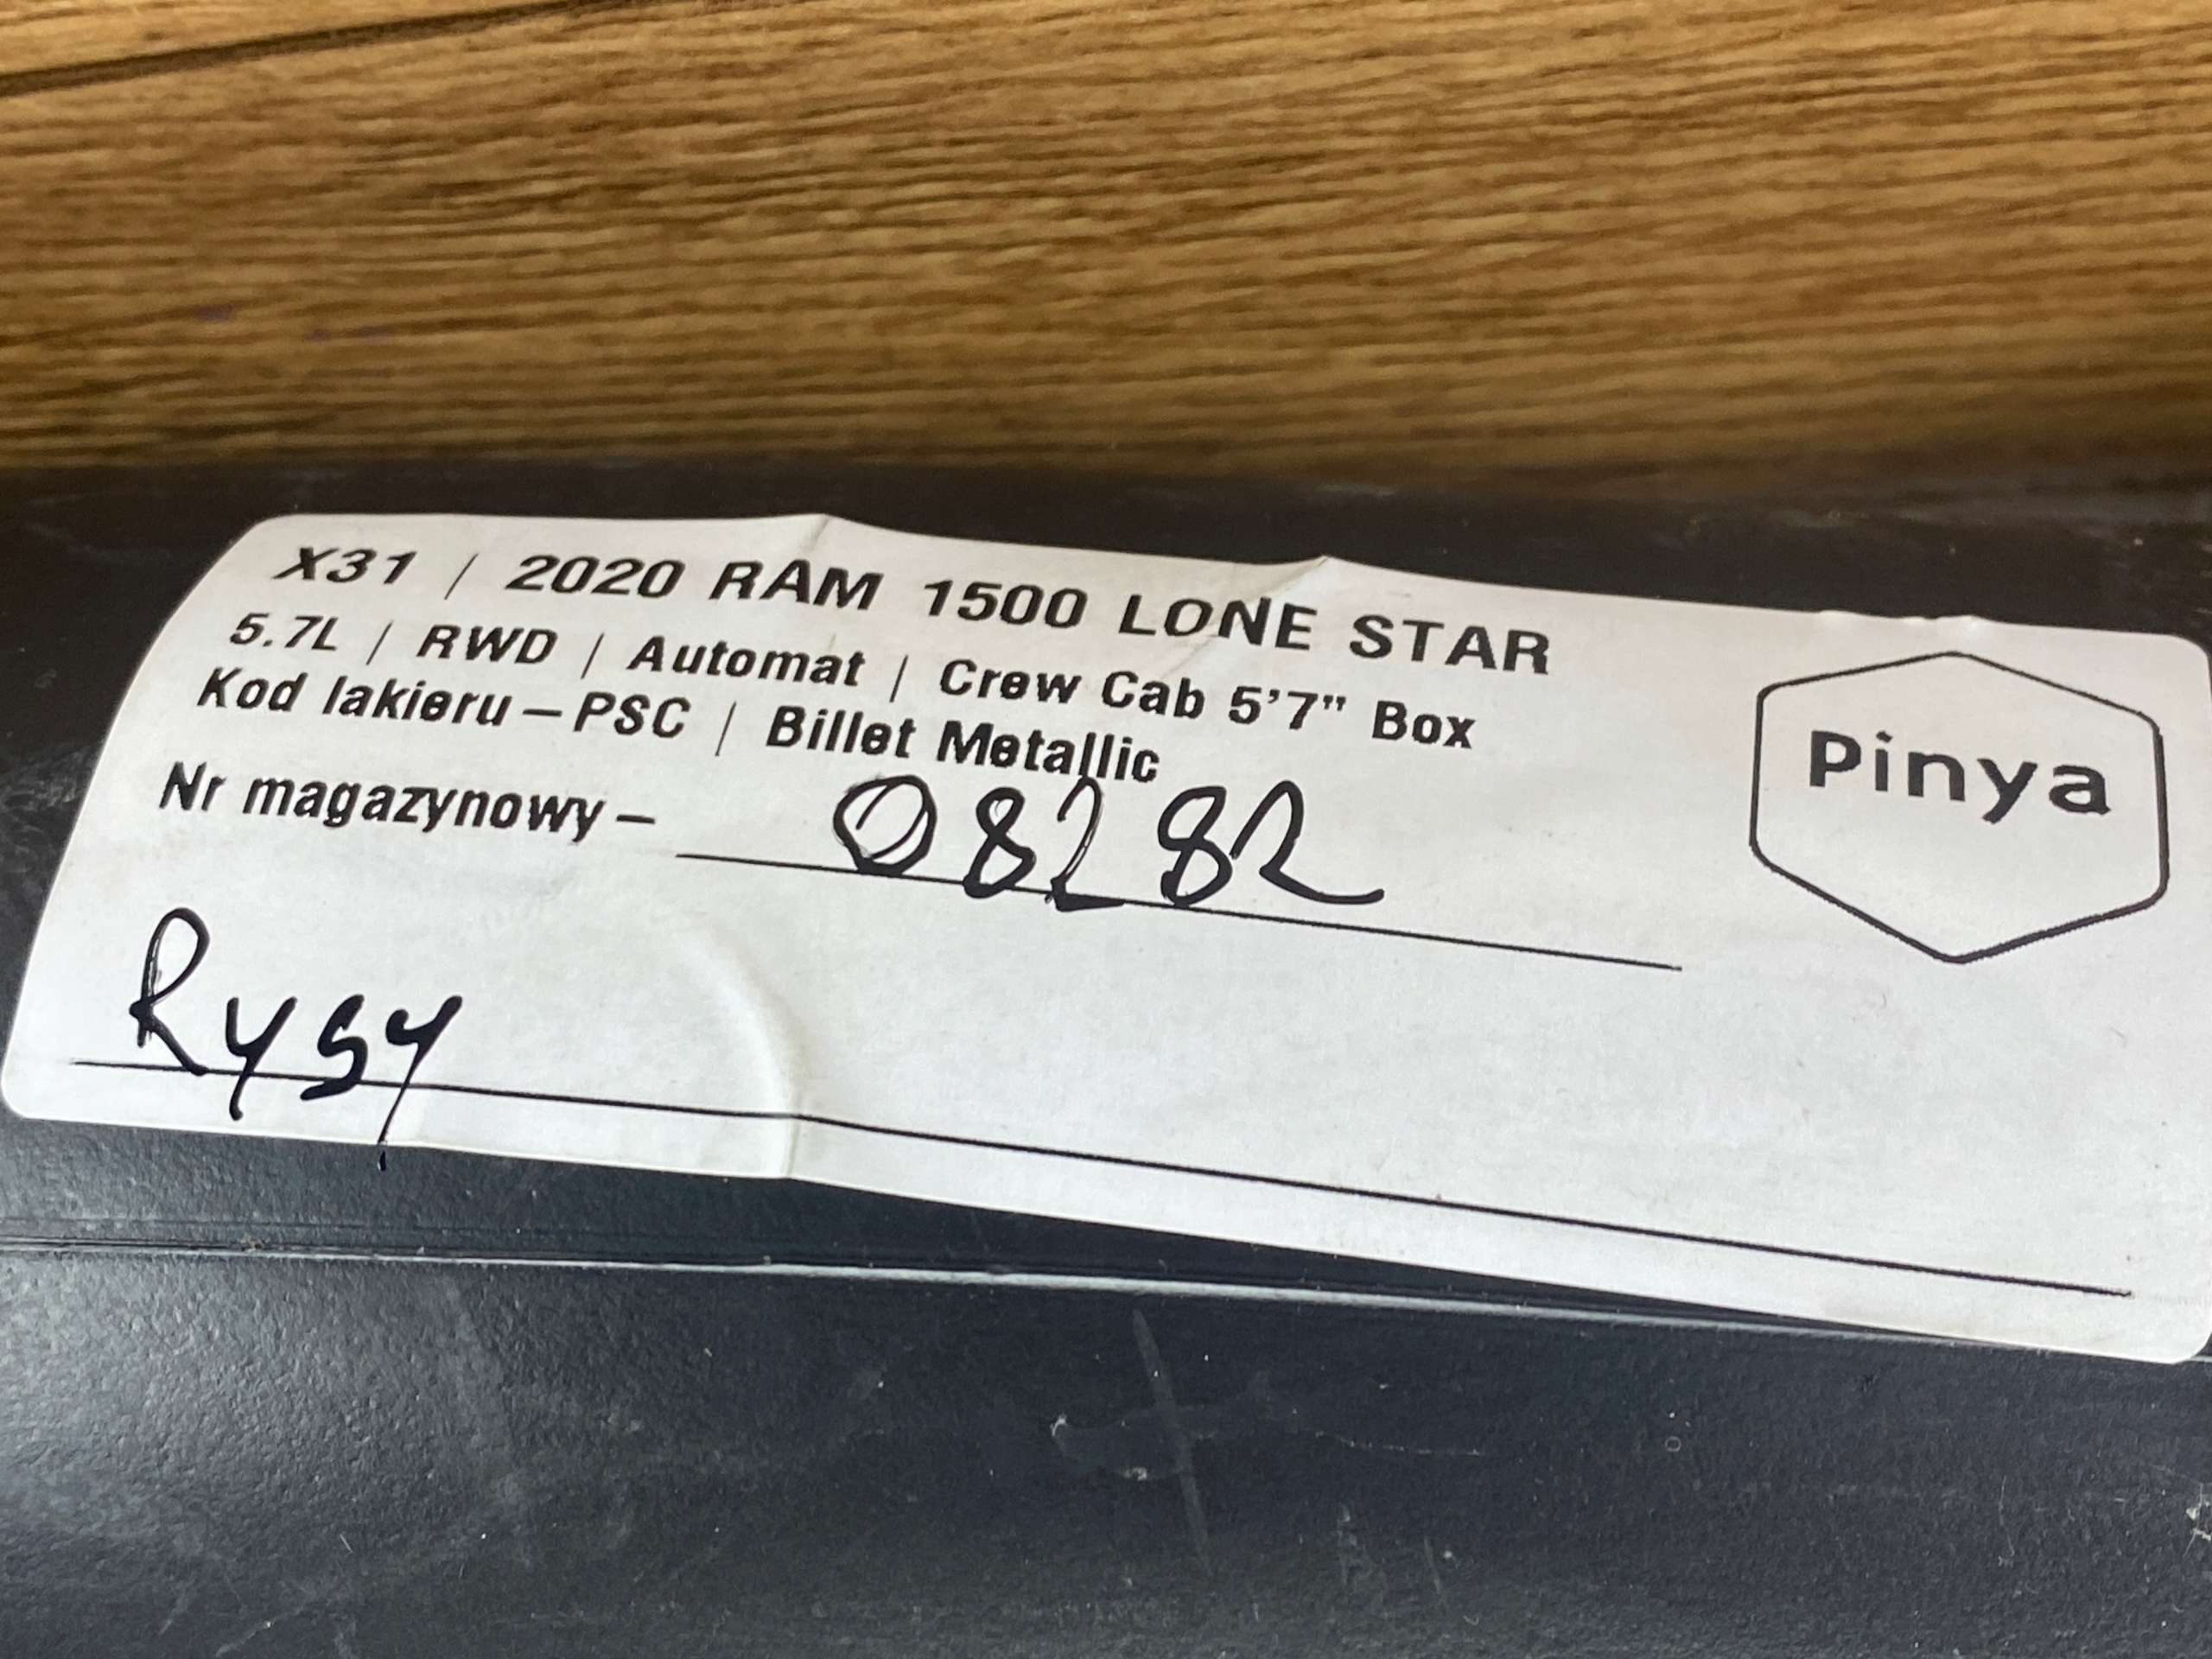 X31 / 2020 RAM 1500 LONE STAR
5.7L / RWD / Automat / Crew Cab 5'7" Box
Kod lakieru – PSC / Billet Metallic
Nr magazynowy – 08282
Pinya
Rysy